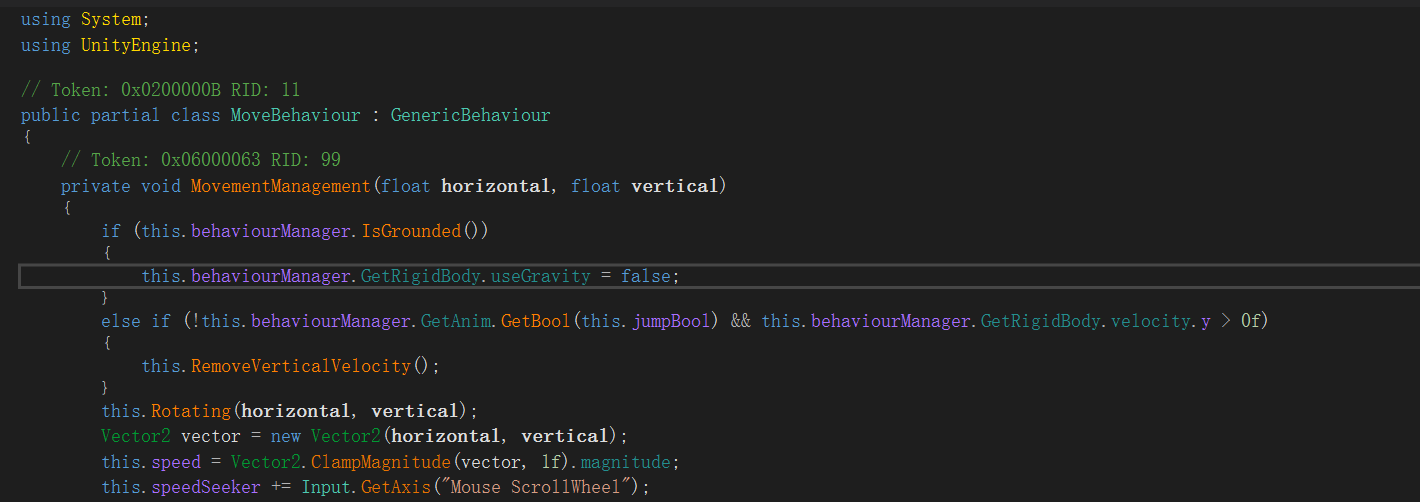 using System;
using UnityEngine;
// Token: 0x0200000B RID: 11
public partial class MoveBehaviour : GenericBehaviour
{
// Token: 0x06000063 RID: 99
private void MovementManagement(float horizontal, float vertical)
{
if (this.behaviourManager.IsGrounded())
{
this.behaviourManager.GetRigidBody.useGravity = false;
}
else if (!this.behaviourManager.GetAnim.GetBool(this.jumpBool) && this.behaviourManager.GetRigidBody.velocity.y > 0f)
{
this.RemoveVerticalVelocity();
}
this.Rotating(horizontal, vertical);
Vector2 vector = new Vector2(horizontal, vertical);
this.speed = Vector2.ClampMagnitude(vector, 1f).magnitude;
this.speedSeeker += Input.GetAxis("Mouse ScrollWheel");